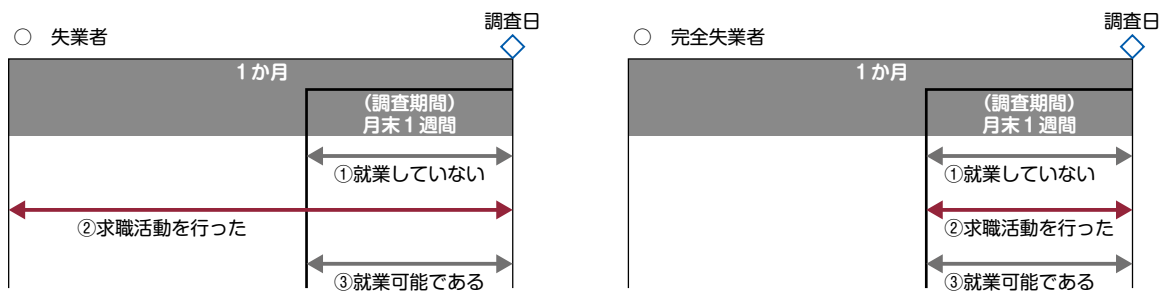 ○ 失業者
調査日
1か月
(調査期間)
月末1週間
①就業していない
②求職活動を行った
③就業可能である
○ 完全失業者
調査日
1か月
(調査期間)
月末1週間
①就業していない
②求職活動を行った
③就業可能である